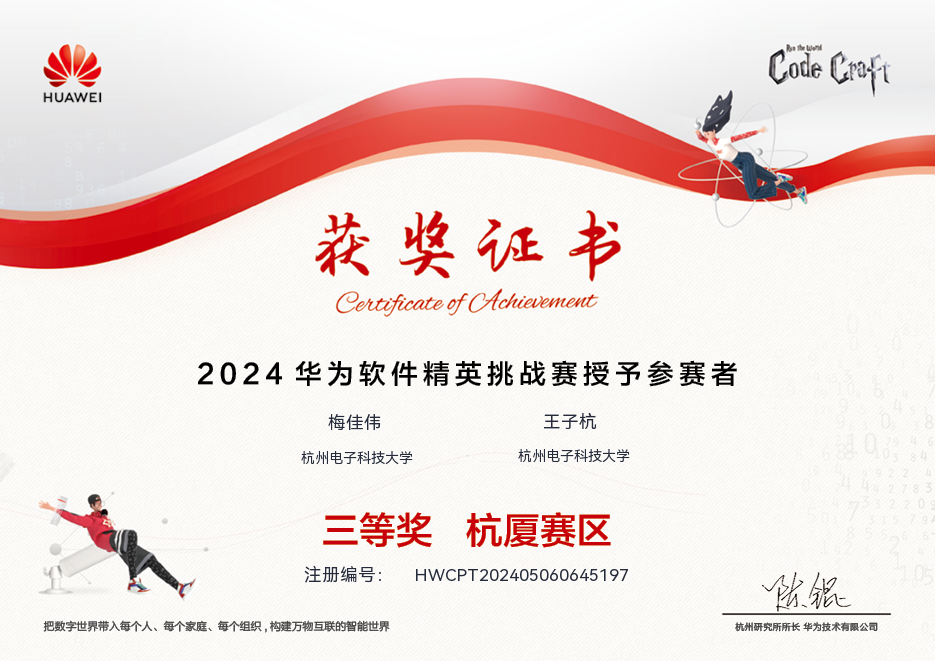 HUAWEI
Run the World
Code Craft
获奖证书
Certificate of Achievement
2024 华为软件精英挑战赛授予参赛者
梅佳伟 王子杭
杭州电子科技大学 杭州电子科技大学
三等奖 杭厦赛区
注册编号： HWCPT202405060645197
陈锟
把数字世界带入每个人、每个家庭、每个组织 , 构建万物互联的智能世界
杭州研究所所长 华为技术有限公司